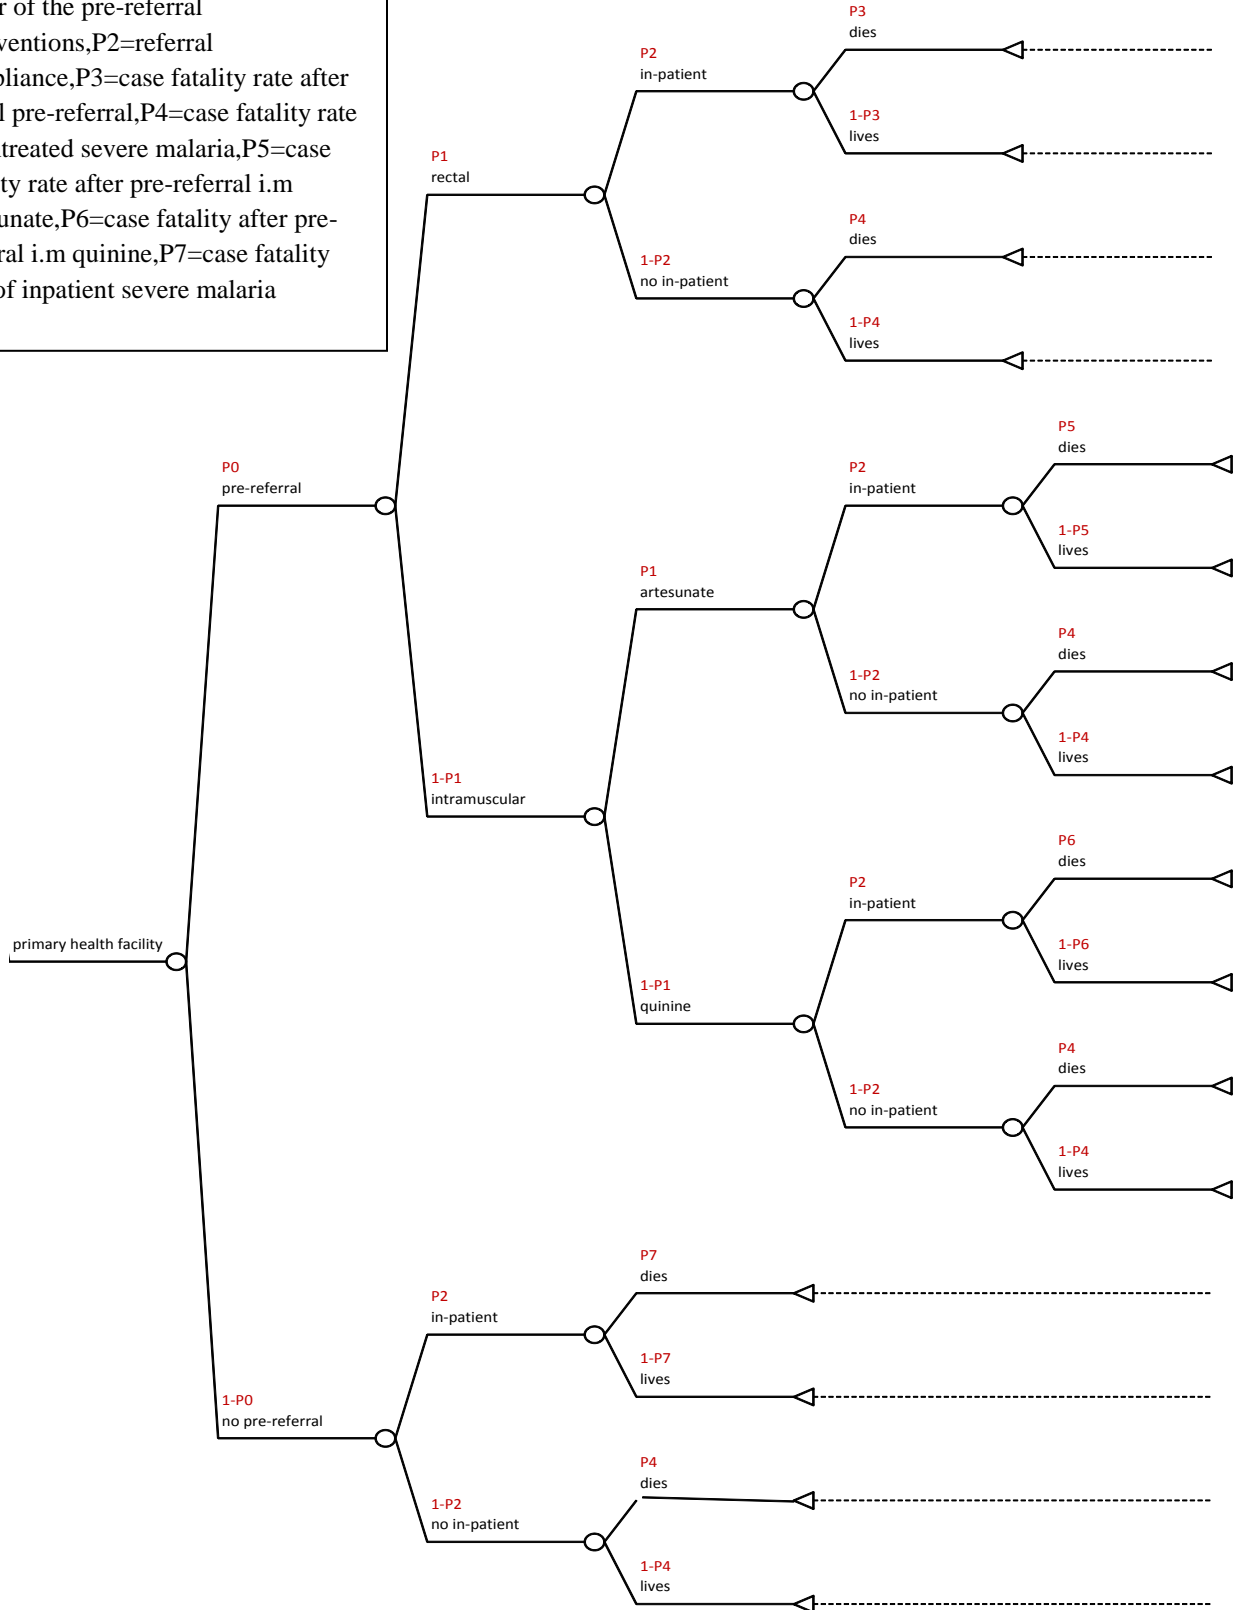 of the pre-referral
P2=referral
P3=case fatality rate after
pre-referral,P4=case fatality rate
severe malaria,P5=case
rate after pre-referral i.m
P6=case fatality after pre-
i.m quinine,P7=case fatality
of inpatient severe malaria
P3
dies
P2
in-patient
1-P3
lives
P1
rectal
P4
dies
1-P2
no in-patient
1-P4
lives
P0
pre-referral
P5
dies
P2
in-patient
1-P5
lives
P1
artesunate
P4
dies
1-P2
no in-patient
1-P4
lives
1-P1
intramuscular
P6
dies
P2
in-patient
1-P6
lives
1-P1
quinine
P4
dies
1-P2
no in-patient
1-P4
lives
primary health facility
P7
dies
P2
in-patient
1-P7
lives
1-P0
no pre-referral
P4
dies
1-P2
no in-patient
1-P4
lives